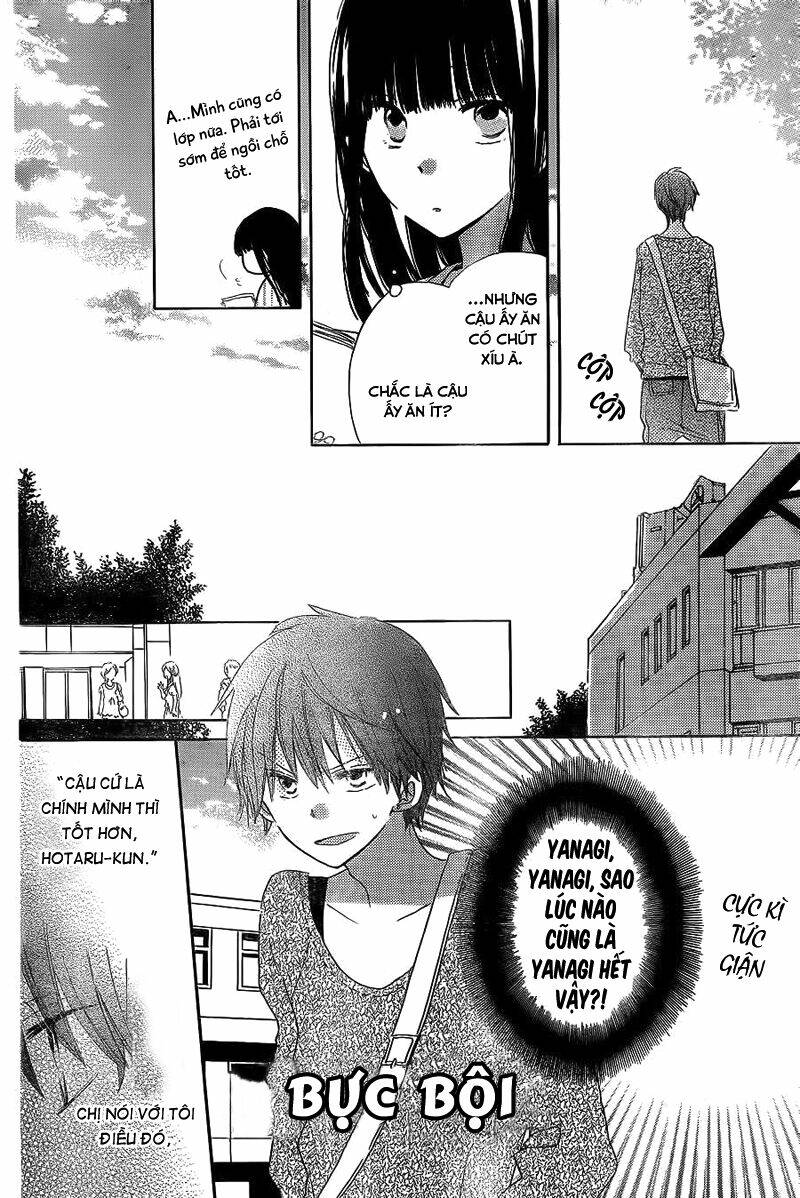 CỘP
CỘP
...NHƯNG
CẬU ẤY ĂN
CÓ CHÚT
XÍU À.
CHẮC LÀ CẬU
ẤY ĂN ÍT?
A...Mình cũng có
lớp nữa. Phải tới
sớm để ngồi chỗ
tốt.
CỰC KÌ
TỨC
GIẬN
YANAGI,
YANAGI, SAO
LÚC NÀO
CŨNG LÀ
YANAGI HẾT
VẬY?!
BỰC BỘI
“CẬU CỨ LÀ
CHÍNH MÌNH THÌ
TỐT HƠN,
HOTARU-KUN.”
CHI NÓI VỚI TÔI
ĐIỀU ĐÓ,